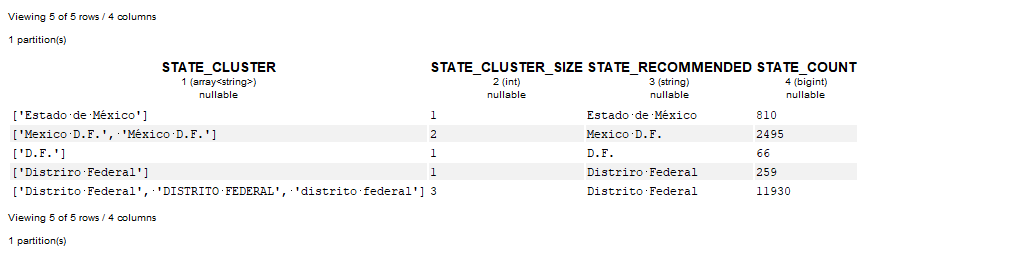 Viewing 5 of 5 rows / 4 columns
1 partition(s)
STATE_CLUSTER STATE_CLUSTER_SIZE STATE_RECOMMENDED STATE_COUNT
1 (array<string>) 2 (int) 3 (string) 4 (bigint)
nullable nullable nullable nullable
['Estado·de·México'] 1 Estado·de·México 810
['Mexico·D.F.',·'México·D.F.'] 2 Mexico·D.F. 2495
['D.F.'] 1 D.F. 66
['Distriro·Federal'] 1 Distriro·Federal 259
['Distrito·Federal',·'DISTRITO·FEDERAL',·'distrito·federal'] 3 Distrito·Federal 11930
Viewing 5 of 5 rows / 4 columns
1 partition(s)